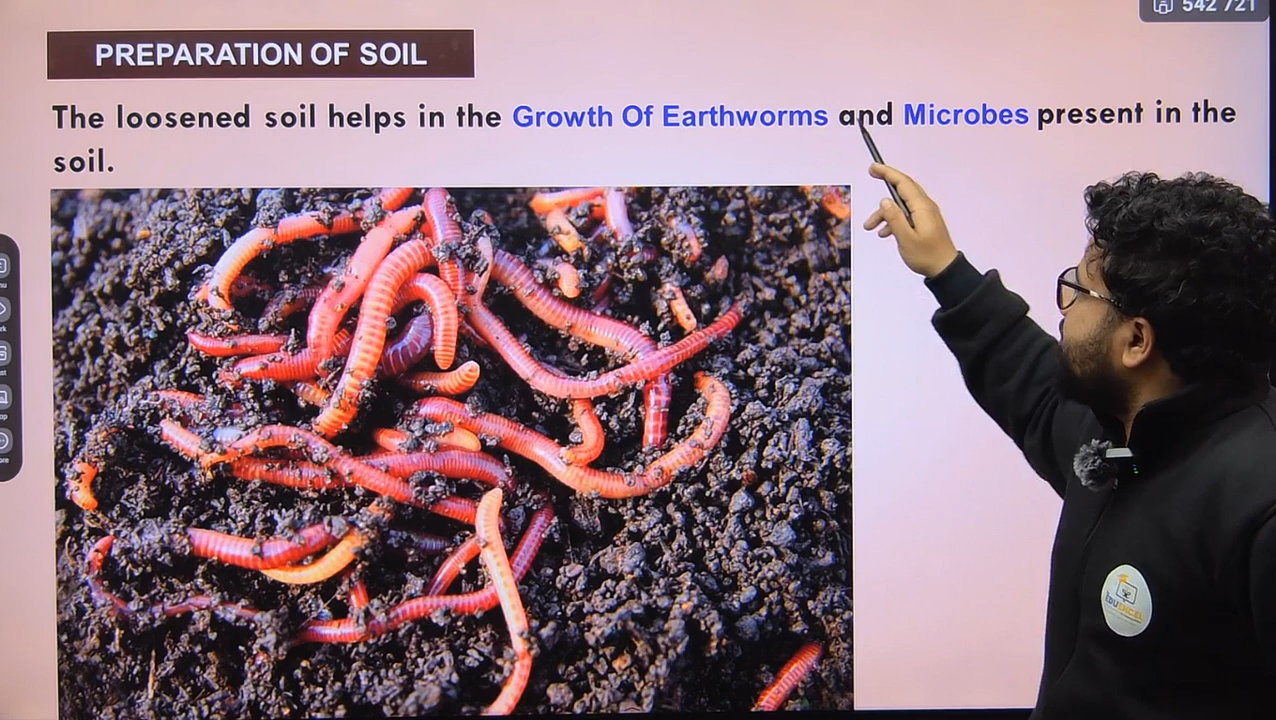 542 721
PREPARATION OF SOIL
The loosened soil helps in the Growth Of Earthworms and Microbes present in the
soil.
EDUENCEL